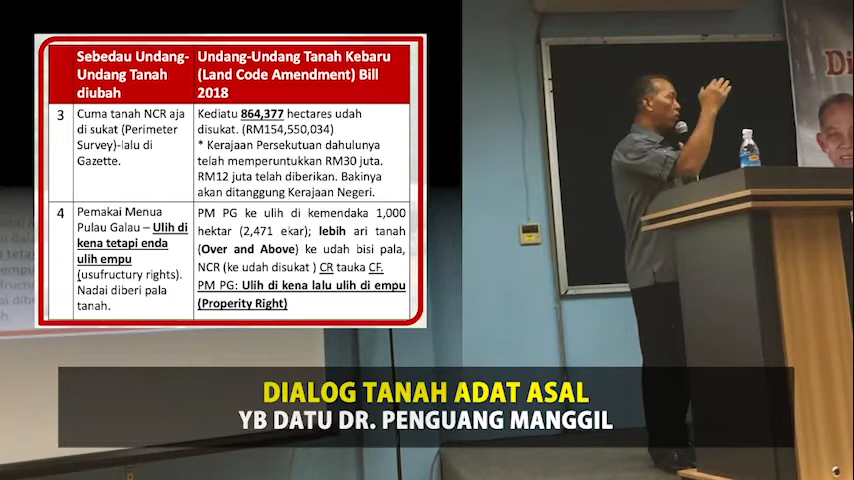 Sebedau Undang-
Undang Tanah
diubah
Undang-Undang Tanah Kebaru
(Land Code Amendment) Bill
2018
3
Cuma tanah NCR aja
di sukat (Perimeter
Survey)-lalu di
Gazette.
Kediatu 864,377 hectares udah
disukat. (RM154,550,034)
* Kerajaan Persekutuan dahulunya
telah memperuntukkan RM30 juta.
RM12 juta telah diberikan. Bakinya
akan ditanggung Kerajaan Negeri.
4
Pemakai Menua
Pulau Galau – Ulih di
kena tetapi enda
ulih empu
(usufructury rights).
Nadai diberi pala
tanah.
PM PG ke ulih di kemendaka 1,000
hektar (2,471 ekar); lebih ari tanah
(Over and Above) ke udah bisi pala,
NCR (ke udah disukat ) CR tauka CF.
PM PG: Ulih di kena lalu ulih di empu
(Properity Right)
Di
DIALOG TANAH ADAT ASAL
YB DATU DR. PENGUANG MANGGIL